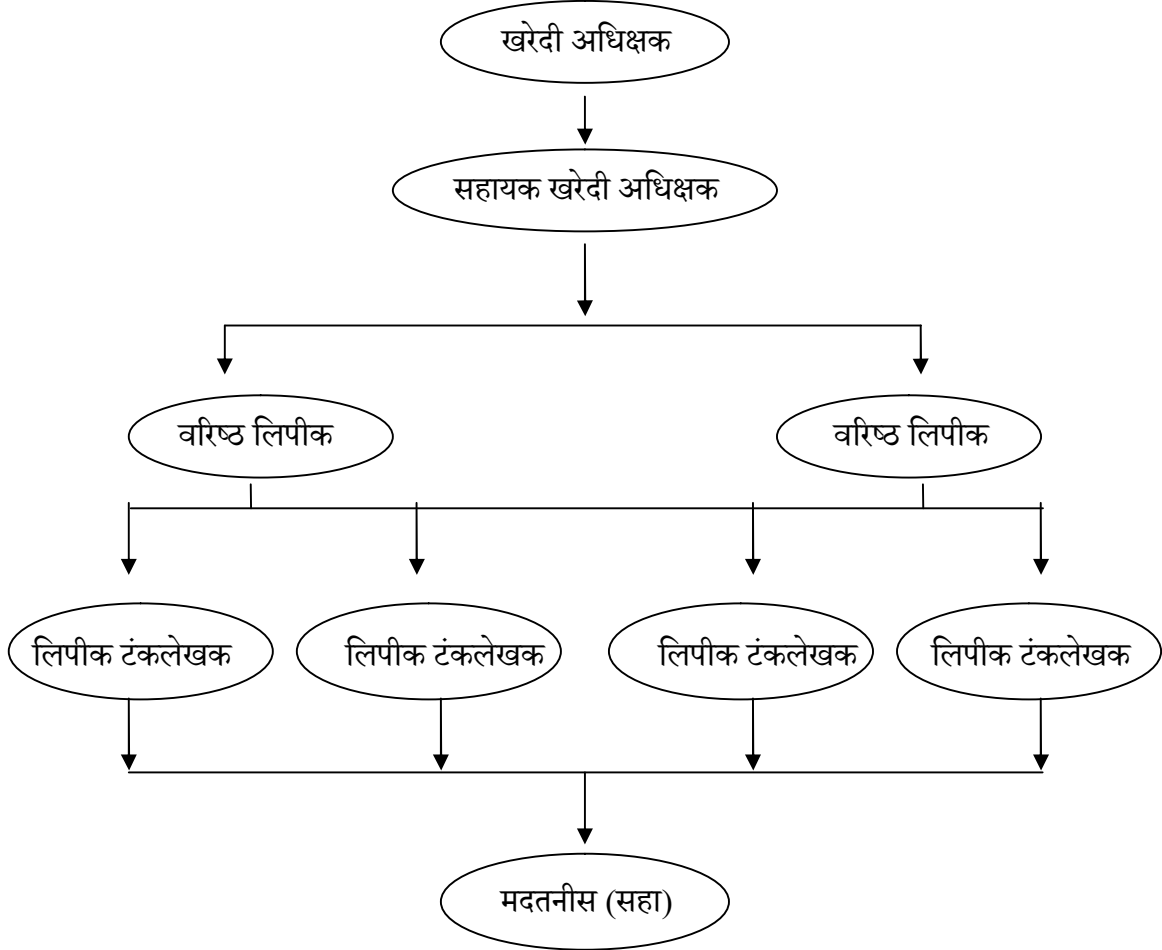 खरेदी अधिक्षक
सहायक खरेदी अधिक्षक
वरिष्ठ लिपीक
वरिष्ठ लिपीक
लिपीक टंकलेखक
लिपीक टंकलेखक
लिपीक टंकलेखक
लिपीक टंकलेखक
मदतनीस (सहा)